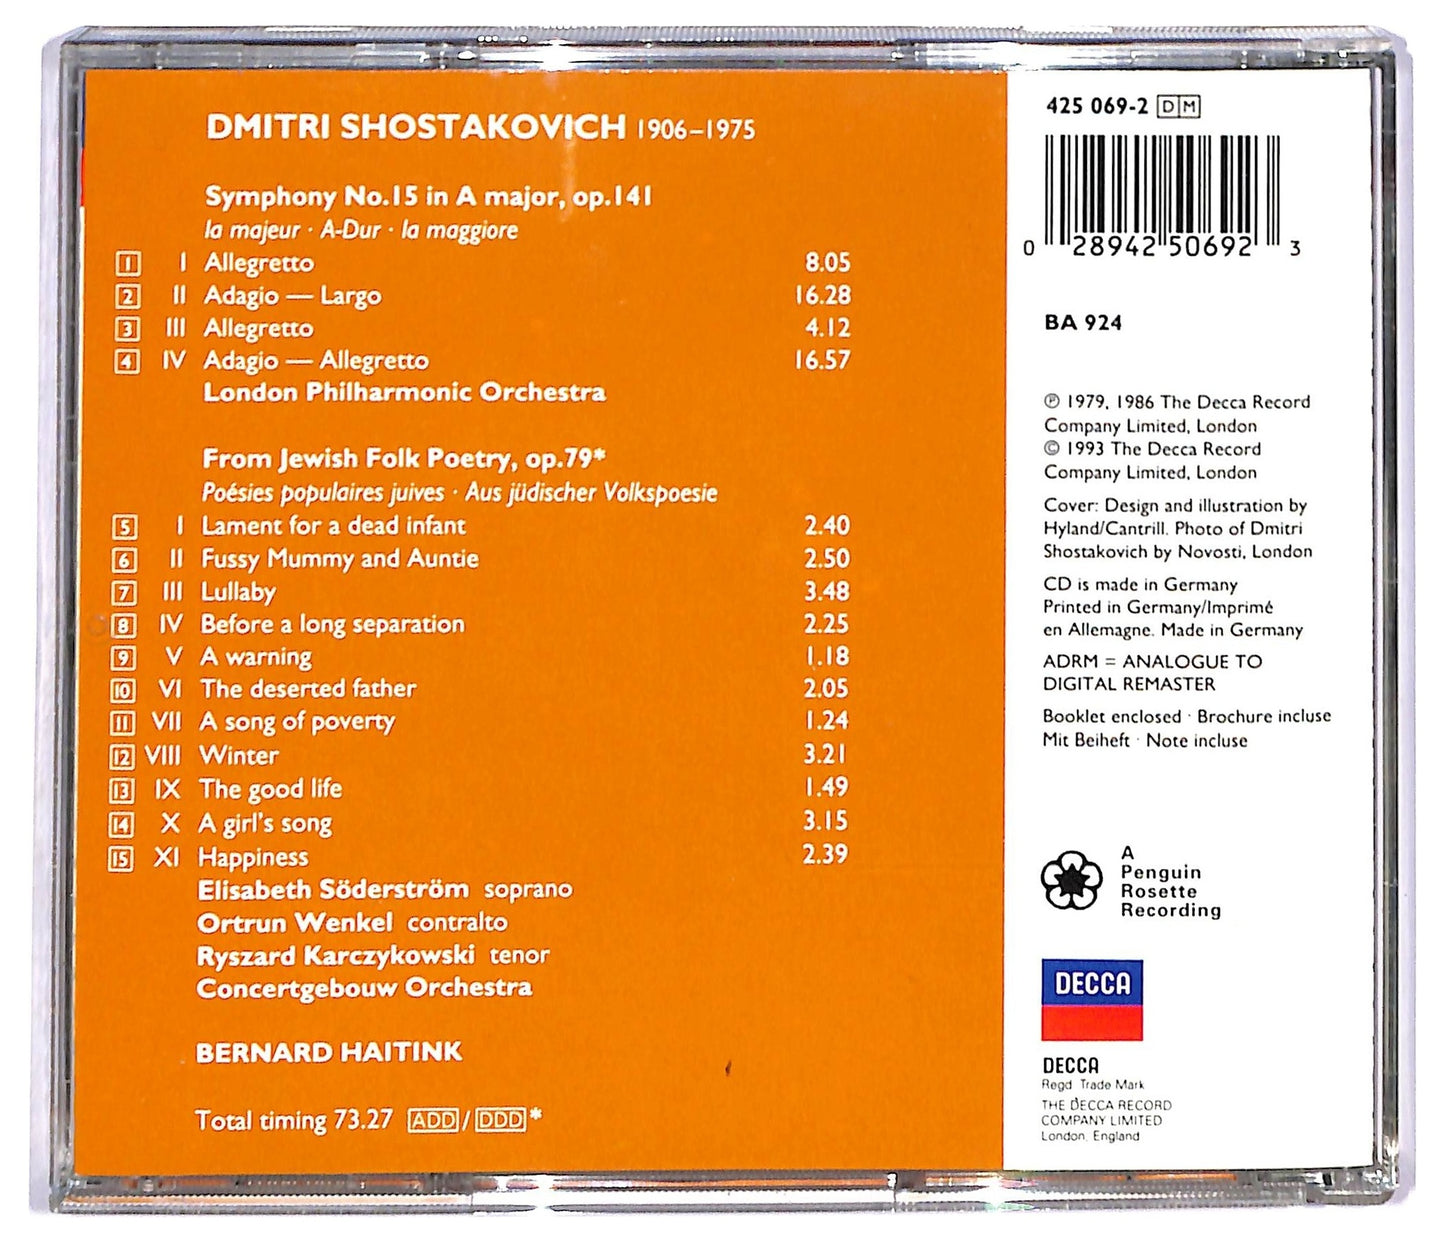 DMITRI SHOSTAKOVICH 1906–1975
Symphony No.15 in A major, op.141
la majeur · A-Dur · la maggiore
1 I Allegretto 8.05
2 II Adagio — Largo 16.28
3 III Allegretto 4.12
4 IV Adagio — Allegretto 16.57
London Philharmonic Orchestra
From Jewish Folk Poetry, op.79*
Poésies populaires juives · Aus jüdischer Volkspoesie
5 I Lament for a dead infant 2.40
6 II Fussy Mummy and Auntie 2.50
7 III Lullaby 3.48
8 IV Before a long separation 2.25
9 V A warning 1.18
10 VI The deserted father 2.05
11 VII A song of poverty 1.24
12 VIII Winter 3.21
13 IX The good life 1.49
14 X A girl's song 3.15
15 XI Happiness 2.39
Elisabeth Söderström soprano
Ortrun Wenkel contralto
Ryszard Karczykowski tenor
Concertgebouw Orchestra
BERNARD HAITINK
Total timing 73.27 ADD/DDD*
425 069-2 DM
0 28942 50692 3
BA 924
℗ 1979, 1986 The Decca Record
Company Limited, London
© 1993 The Decca Record
Company Limited, London
Cover: Design and illustration by
Hyland/Cantrill. Photo of Dmitri
Shostakovich by Novosti, London
CD is made in Germany
Printed in Germany/Imprimé
en Allemagne. Made in Germany
ADRM = ANALOGUE TO
DIGITAL REMASTER
Booklet enclosed · Brochure incluse
Mit Beiheft · Note incluse
A
Penguin
Rosette
Recording
DECCA
DECCA
Regd. Trade Mark
THE DECCA RECORD
COMPANY LIMITED
London, England